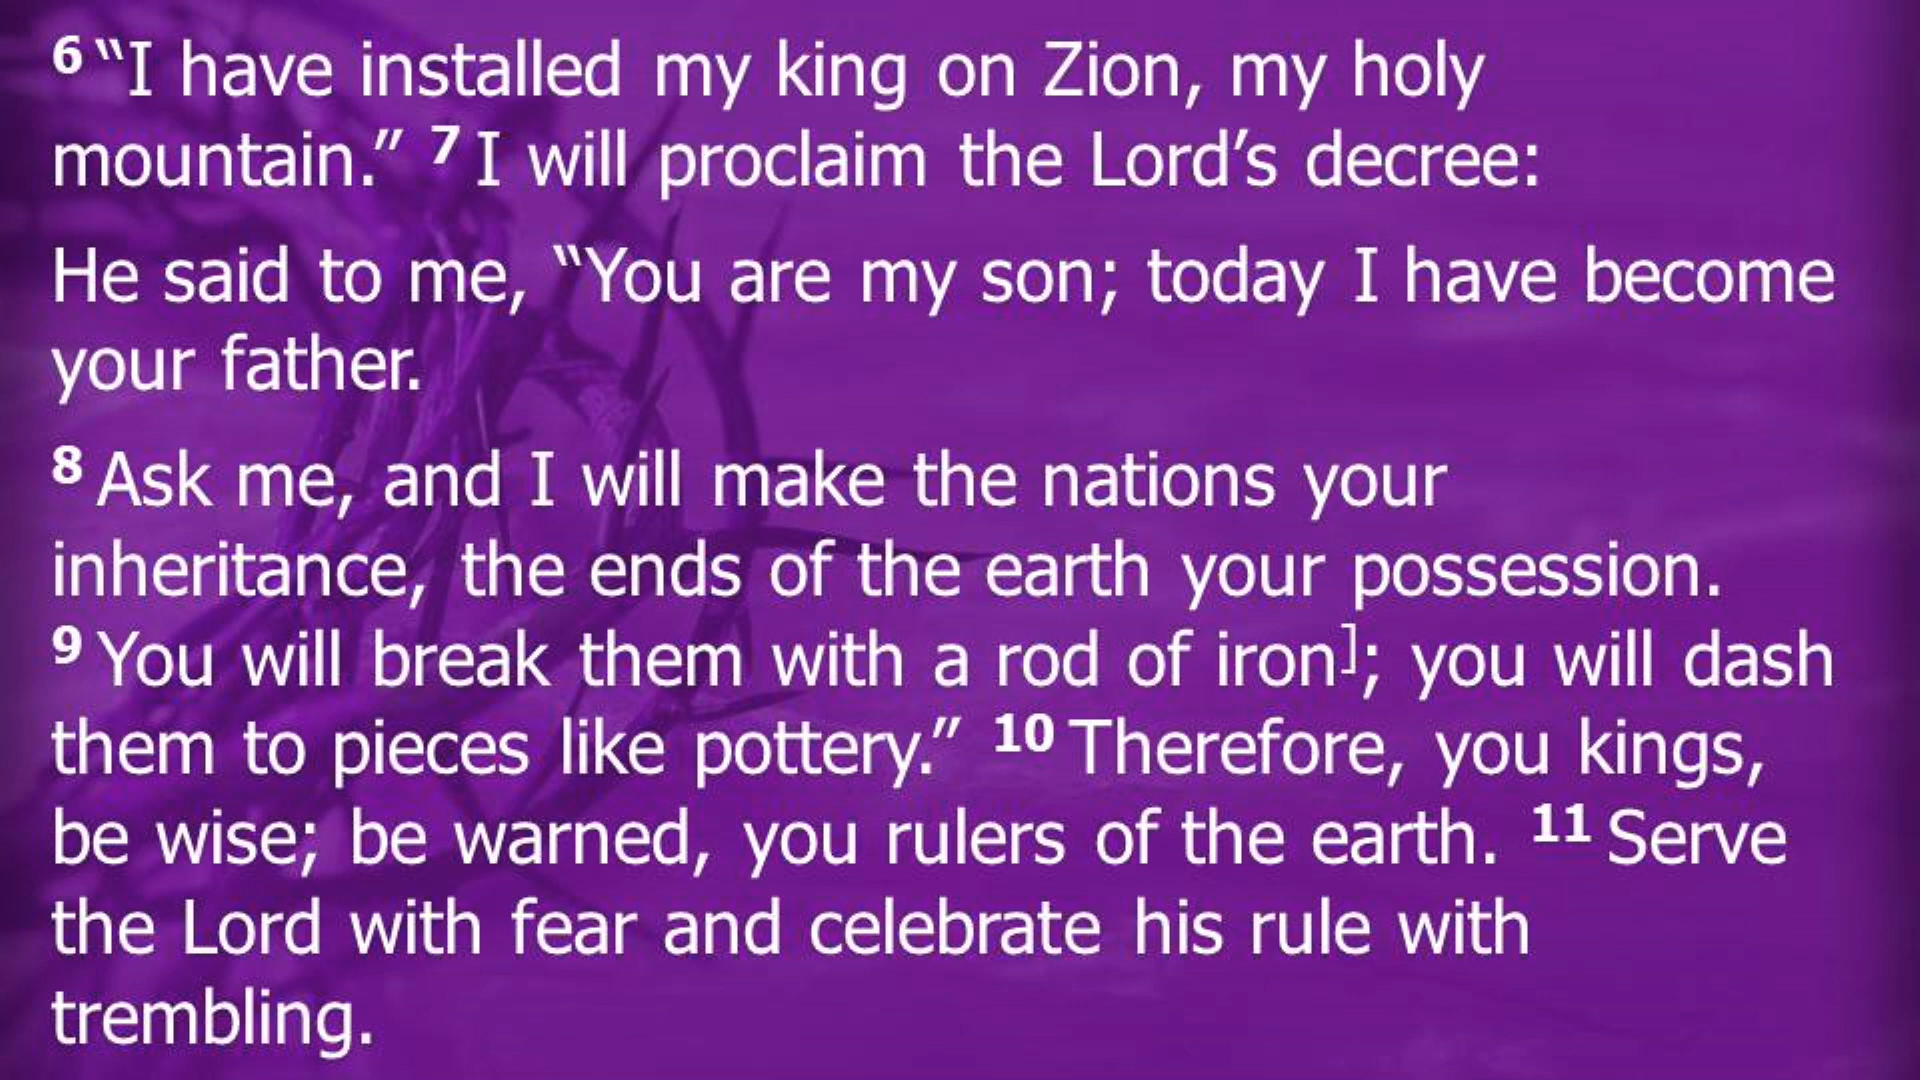 6 “I have installed my king on Zion, my holy
mountain.” 7 I will proclaim the Lord’s decree:
He said to me, “You are my son; today I have become
your father.
8 Ask me, and I will make the nations your
inheritance, the ends of the earth your possession.
9 You will break them with a rod of iron]; you will dash
them to pieces like pottery.” 10 Therefore, you kings,
be wise; be warned, you rulers of the earth. 11 Serve
the Lord with fear and celebrate his rule with
trembling.